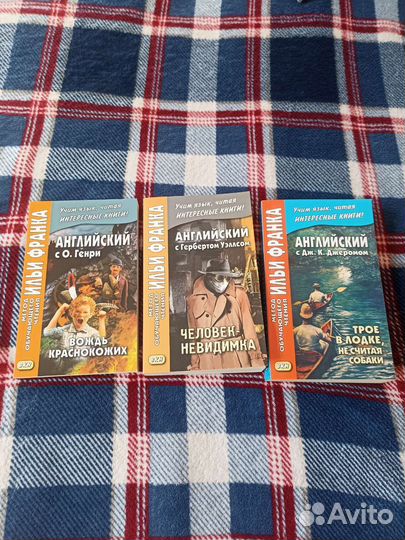 МЕТОД ОБУЧАЮЩЕГО ЧТЕНИЯ
ИЛЬИ ФРАНКА
Учим язык, читая
ИНТЕРЕСНЫЕ КНИГИ!
АНГЛИЙСКИЙ
с О. Генри
ВОЖДЬ
КРАСНОКОЖИХ
МЕТОД ОБУЧАЮЩЕГО ЧТЕНИЯ
ИЛЬИ ФРАНКА
Учим язык, читая
ИНТЕРЕСНЫЕ КНИГИ!
АНГЛИЙСКИЙ
с Гербертом Уэллсом
ЧЕЛОВЕК-
НЕВИДИМКА
МЕТОД ОБУЧАЮЩЕГО ЧТЕНИЯ
ИЛЬИ ФРАНКА
Учим язык, читая
ИНТЕРЕСНЫЕ КНИГИ!
АНГЛИЙСКИЙ
с Дж. К. Джеромом
ТРОЕ
В ЛОДКЕ,
НЕ СЧИТАЯ
СОБАКИ
Avito